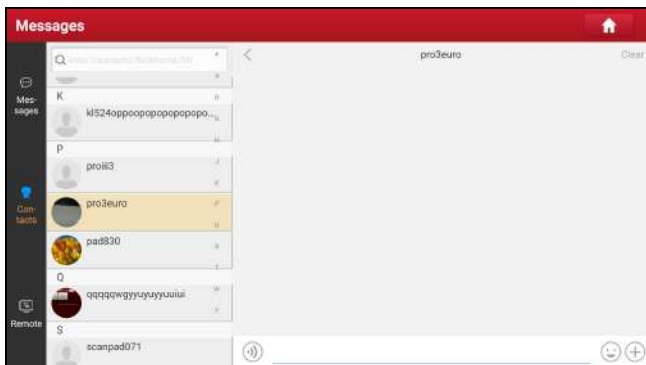 Messages
pro3euro
Clear
Mes-
sages
K
kl524oppoopopopopopopo...
P
proiii3
Con-
tacts
pro3euro
pad830
Q
qqqqqwgyyuyuyyuuiui
Remote
S
scanpad071